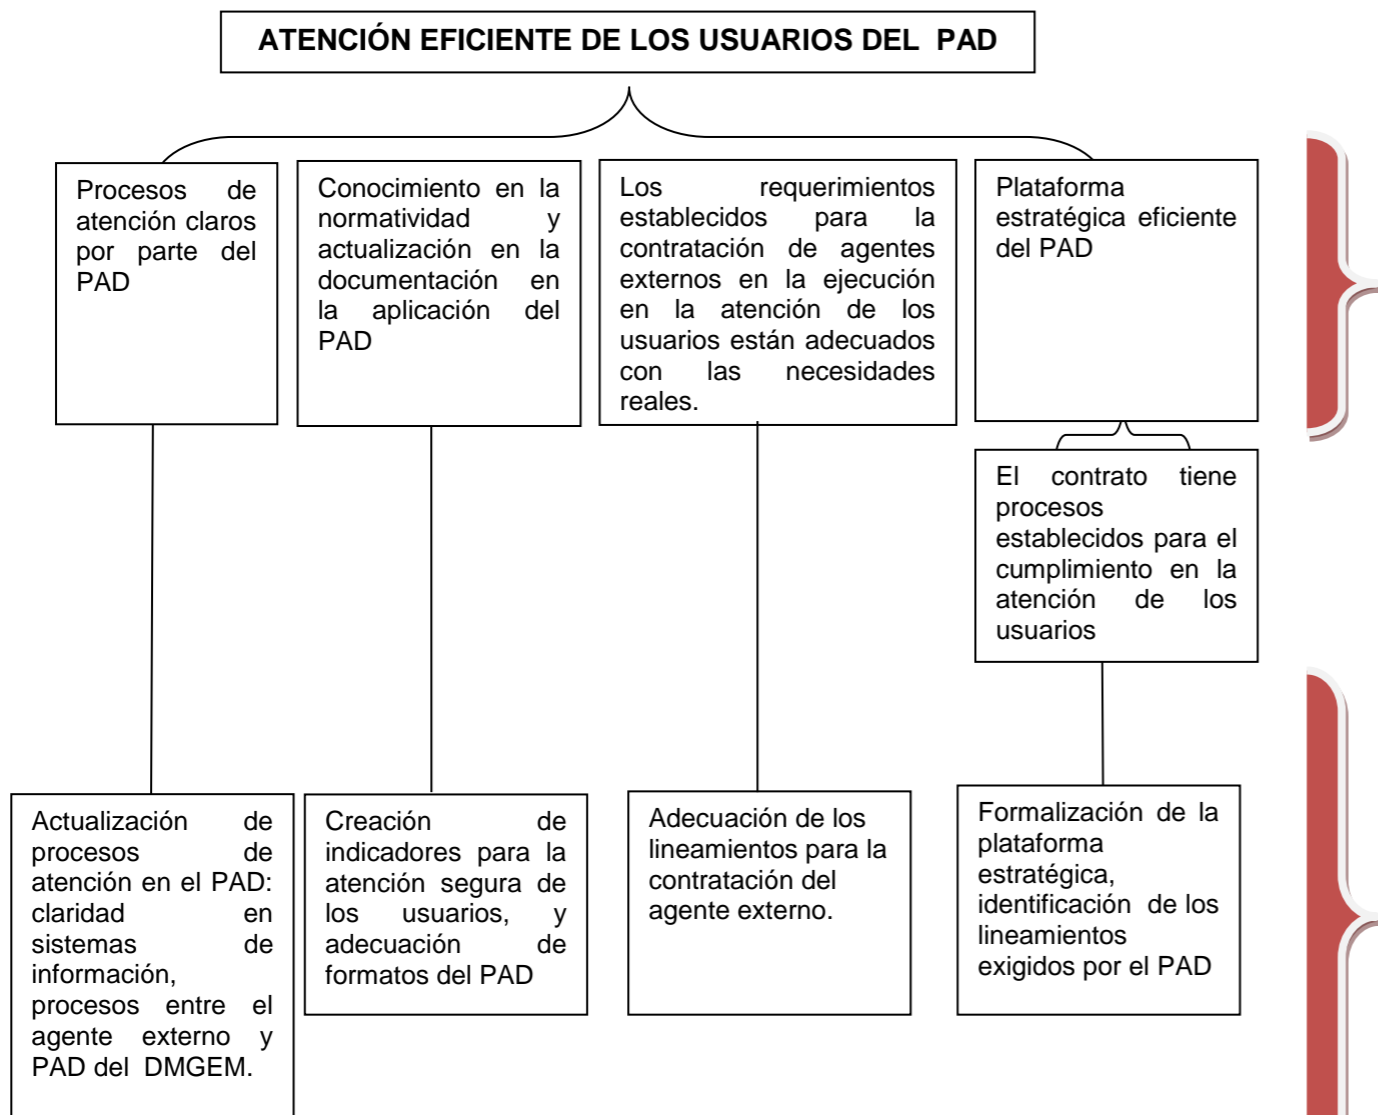 ATENCIÓN EFICIENTE DE LOS USUARIOS DEL PAD
Procesos de
atención claros
por parte del
PAD
Conocimiento en la
normatividad y
actualización en la
documentación en
la aplicación del
PAD
Los requerimientos
establecidos para la
contratación de agentes
externos en la ejecución
en la atención de los
usuarios están adecuados
con las necesidades
reales.
Plataforma
estratégica eficiente
del PAD
El contrato tiene
procesos
establecidos para el
cumplimiento en la
atención de los
usuarios
Actualización de
procesos de
atención en el PAD:
claridad en
sistemas de
información,
procesos entre el
agente externo y
PAD del DMGEM.
Creación de
indicadores para la
atención segura de
los usuarios, y
adecuación de
formatos del PAD
Adecuación de los
lineamientos para la
contratación del
agente externo.
Formalización de la
plataforma
estratégica,
identificación de los
lineamientos
exigidos por el PAD